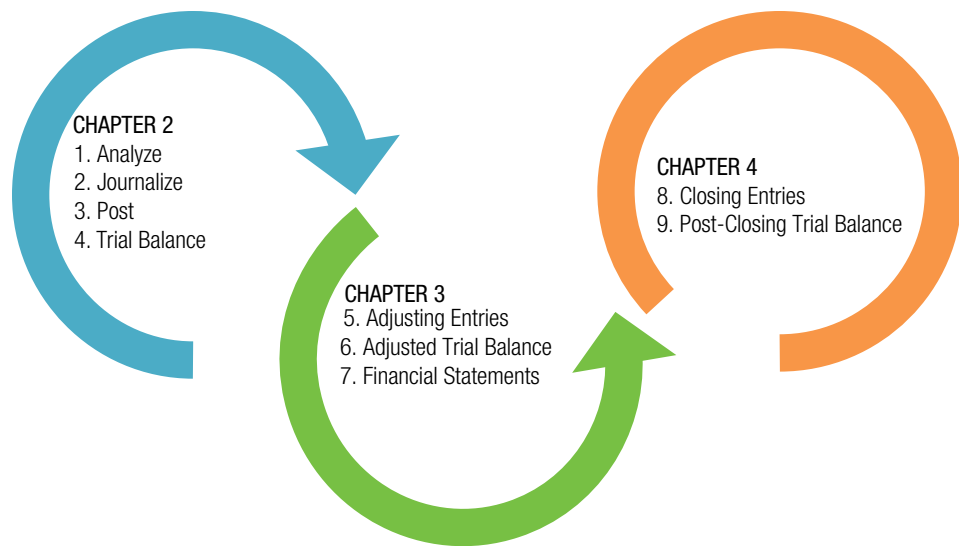 CHAPTER 2
1. Analyze
2. Journalize
3. Post
4. Trial Balance
CHAPTER 3
5. Adjusting Entries
6. Adjusted Trial Balance
7. Financial Statements
CHAPTER 4
8. Closing Entries
9. Post-Closing Trial Balance